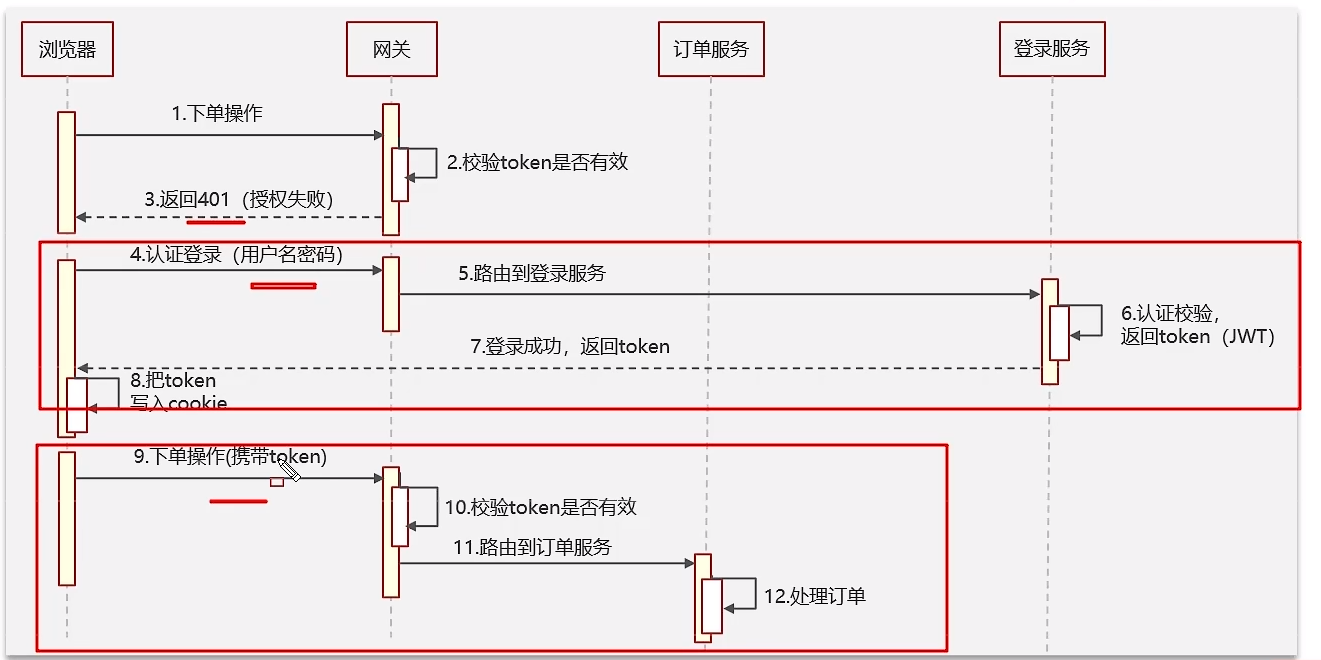 浏览器
网关
订单服务
登录服务
1.下单操作
2.校验token是否有效
3.返回401（授权失败）
4.认证登录（用户名密码）
5.路由到登录服务
6.认证校验，
返回token（JWT）
7.登录成功，返回token
8.把token
写入cookie
9.下单操作(携带token)
10.校验token是否有效
11.路由到订单服务
12.处理订单